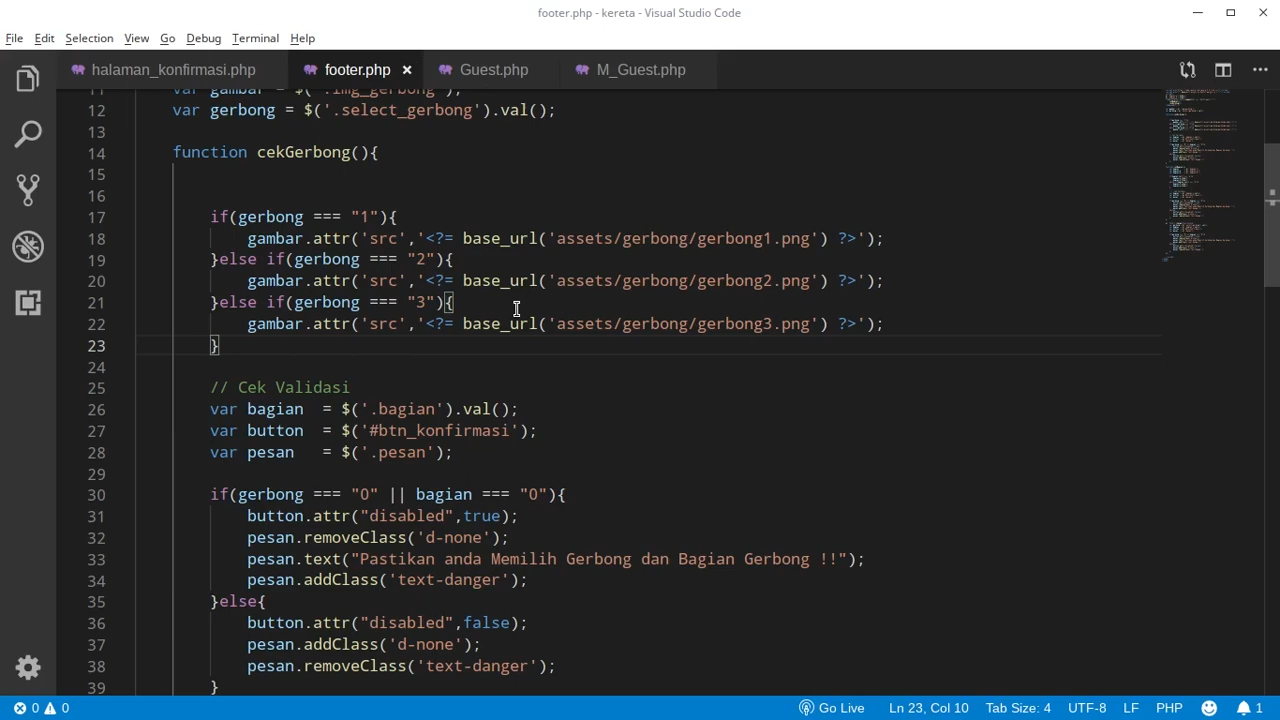 footer.php - kereta - Visual Studio Code
File Edit Selection View Go Debug Terminal Help
halaman_konfirmasi.php footer.php Guest.php M_Guest.php
11 var gambar = $('.img_gerbong');
12 var gerbong = $('.select_gerbong').val();
13
14 function cekGerbong(){
15
16
17 if(gerbong === "1"){
18 gambar.attr('src','<?= base_url('assets/gerbong/gerbong1.png') ?>');
19 }else if(gerbong === "2"){
20 gambar.attr('src','<?= base_url('assets/gerbong/gerbong2.png') ?>');
21 }else if(gerbong === "3"){
22 gambar.attr('src','<?= base_url('assets/gerbong/gerbong3.png') ?>');
23 }
24
25 // Cek Validasi
26 var bagian = $('.bagian').val();
27 var button = $('#btn_konfirmasi');
28 var pesan = $('.pesan');
29
30 if(gerbong === "0" || bagian === "0"){
31 button.attr("disabled",true);
32 pesan.removeClass('d-none');
33 pesan.text("Pastikan anda Memilih Gerbong dan Bagian Gerbong !!");
34 pesan.addClass('text-danger');
35 }else{
36 button.attr("disabled",false);
37 pesan.addClass('d-none');
38 pesan.removeClass('text-danger');
39 }
0 0 Go Live Ln 23, Col 10 Tab Size: 4 UTF-8 LF PHP 1